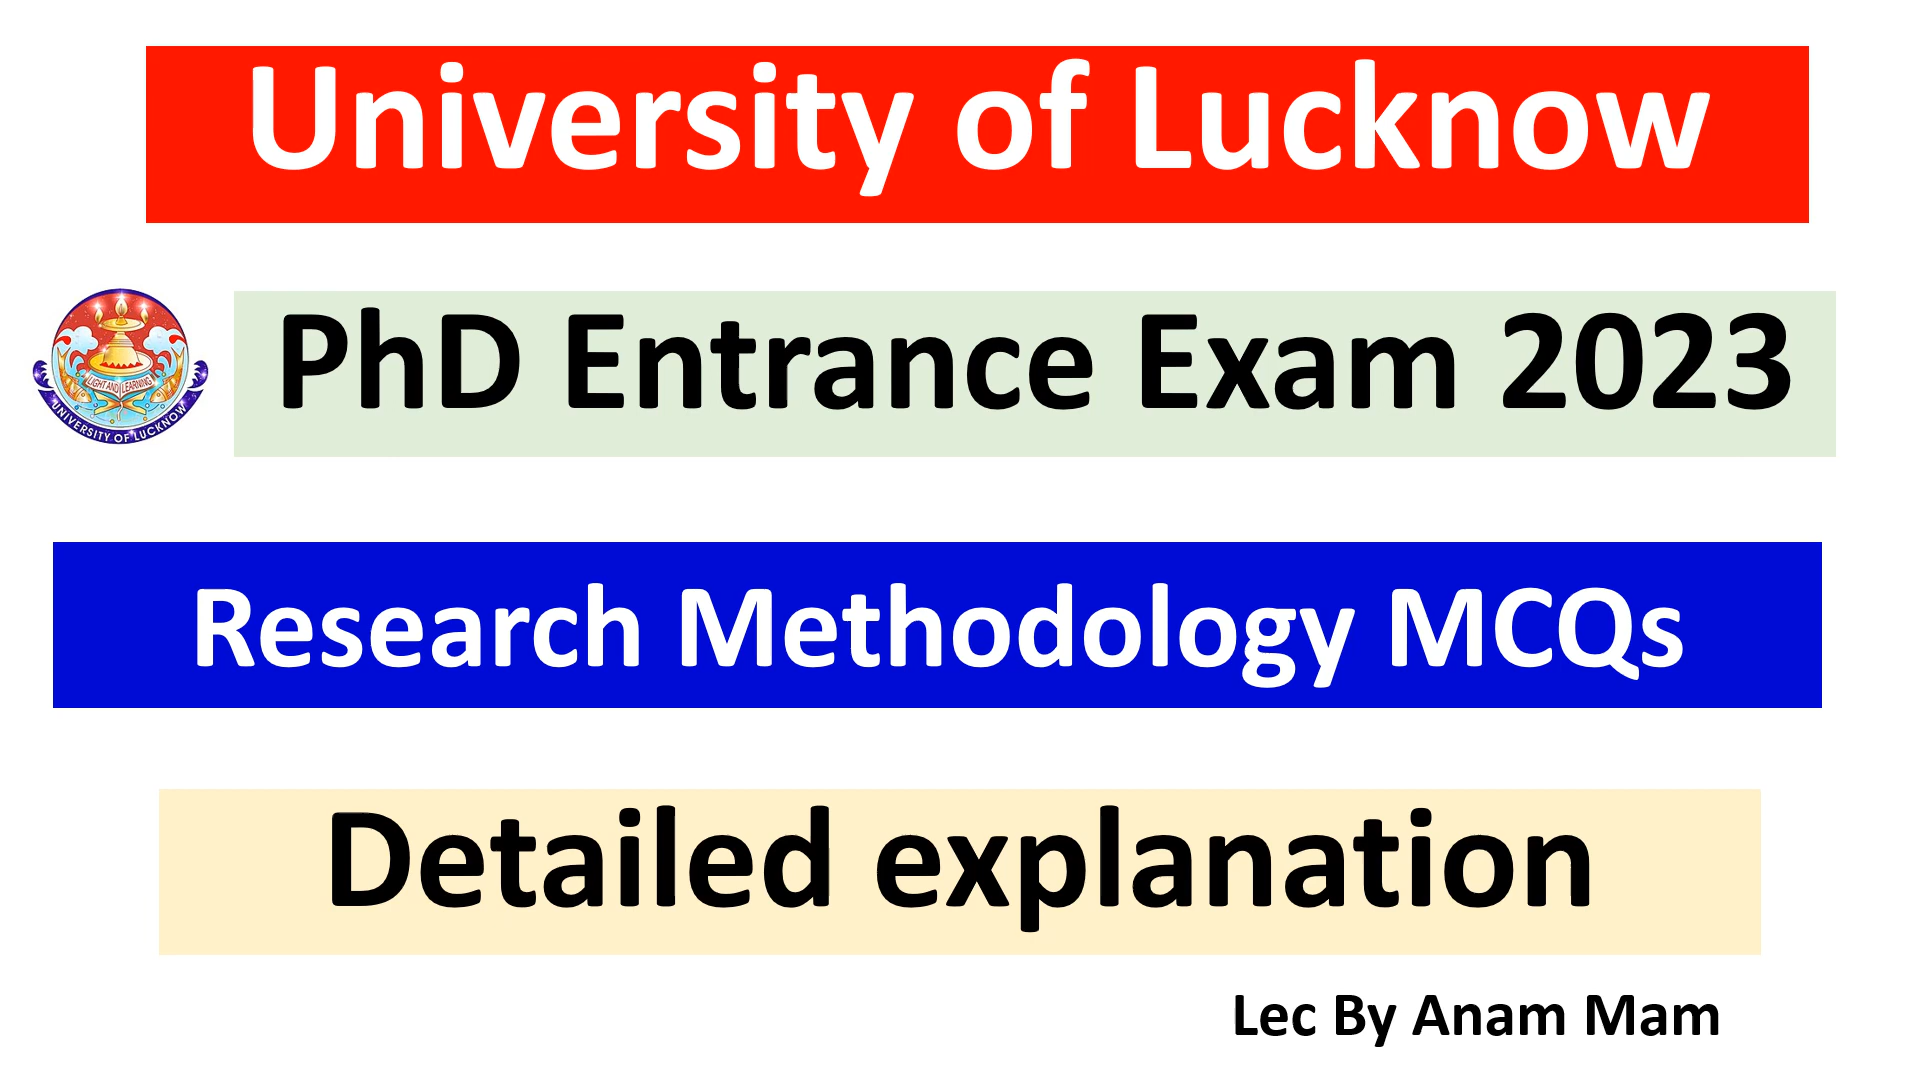 University of Lucknow
PhD Entrance Exam 2023
LIGHT AND LEARNING
UNIVERSITY OF LUCKNOW
Research Methodology MCQs
Detailed explanation
Lec By Anam Mam